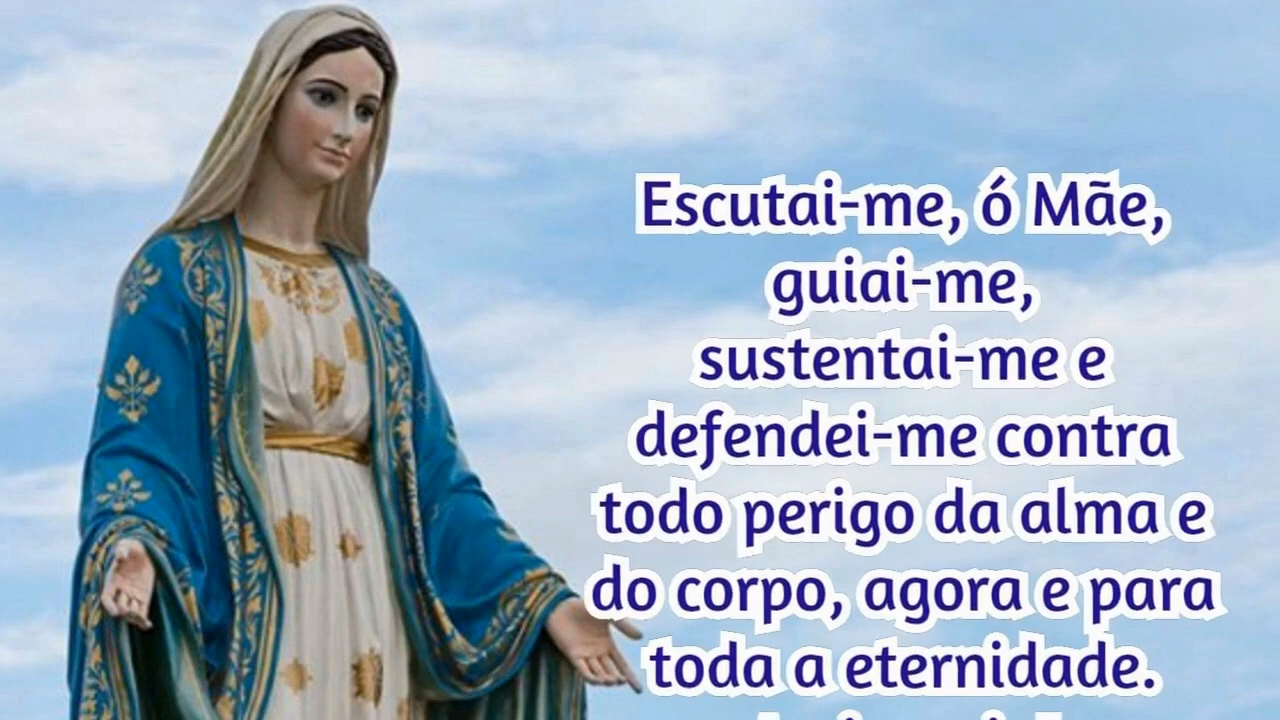 Escutai-me, ó Mãe,
guiai-me,
sustentai-me e
defendei-me contra
todo perigo da alma e
do corpo, agora e para
toda a eternidade.